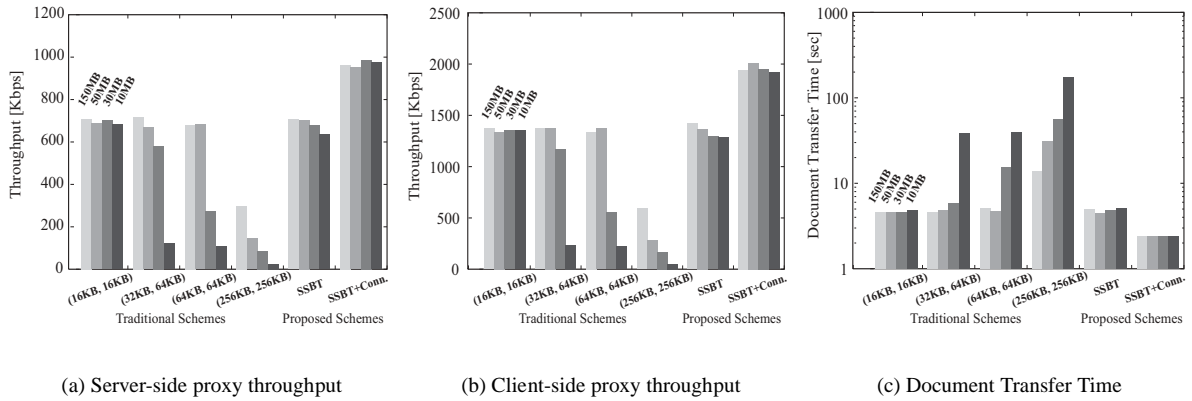 1200
1000
800
600
400
200
0
Throughput [Kbps]
150MB
50MB
30MB
10MB
(16KB, 16KB)
(32KB, 64KB)
(64KB, 64KB)
(256KB, 256KB)
SSBT
SSBT+Conn.
Traditional Schemes
Proposed Schemes
(a) Server-side proxy throughput
2500
2000
1500
1000
500
0
Throughput [Kbps]
150MB
50MB
30MB
10MB
(16KB, 16KB)
(32KB, 64KB)
(64KB, 64KB)
(256KB, 256KB)
SSBT
SSBT+Conn.
Traditional Schemes
Proposed Schemes
(b) Client-side proxy throughput
1000
100
10
1
Document Transfer Time [sec]
150MB
50MB
30MB
10MB
(16KB, 16KB)
(32KB, 64KB)
(64KB, 64KB)
(256KB, 256KB)
SSBT
SSBT+Conn.
Traditional Schemes
Proposed Schemes
(c) Document Transfer Time